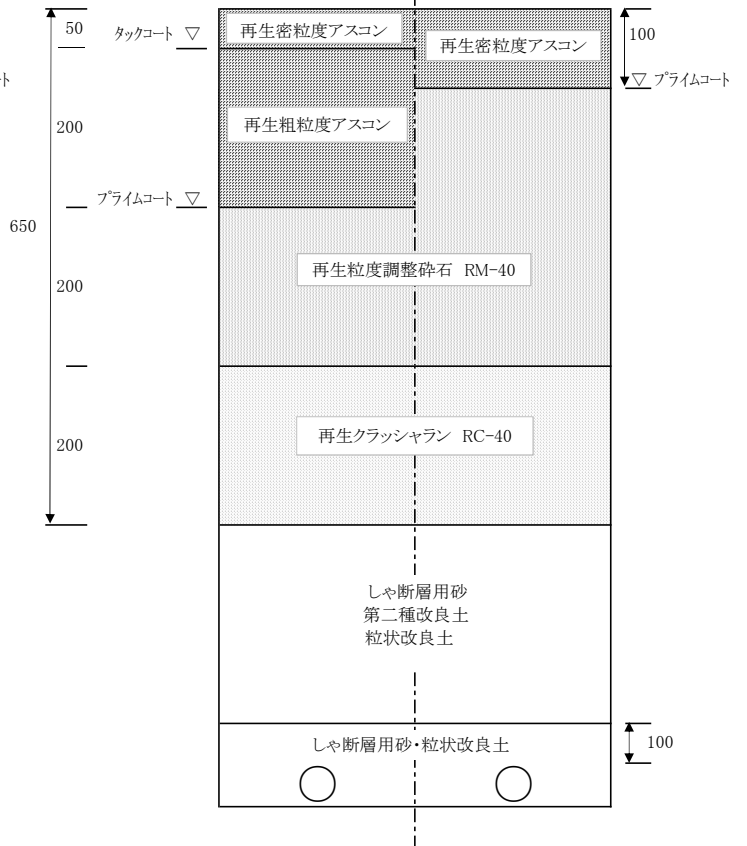 50
タックコート ▽
再生密粒度アスコン
再生密粒度アスコン
100
▽ プライムコート
ート
200
再生粗粒度アスコン
プライムコート ▽
650
200
再生粒度調整砕石 RM-40
200
再生クラッシャラン RC-40
しゃ断層用砂
第二種改良土
粒状改良土
しゃ断層用砂・粒状改良土
100